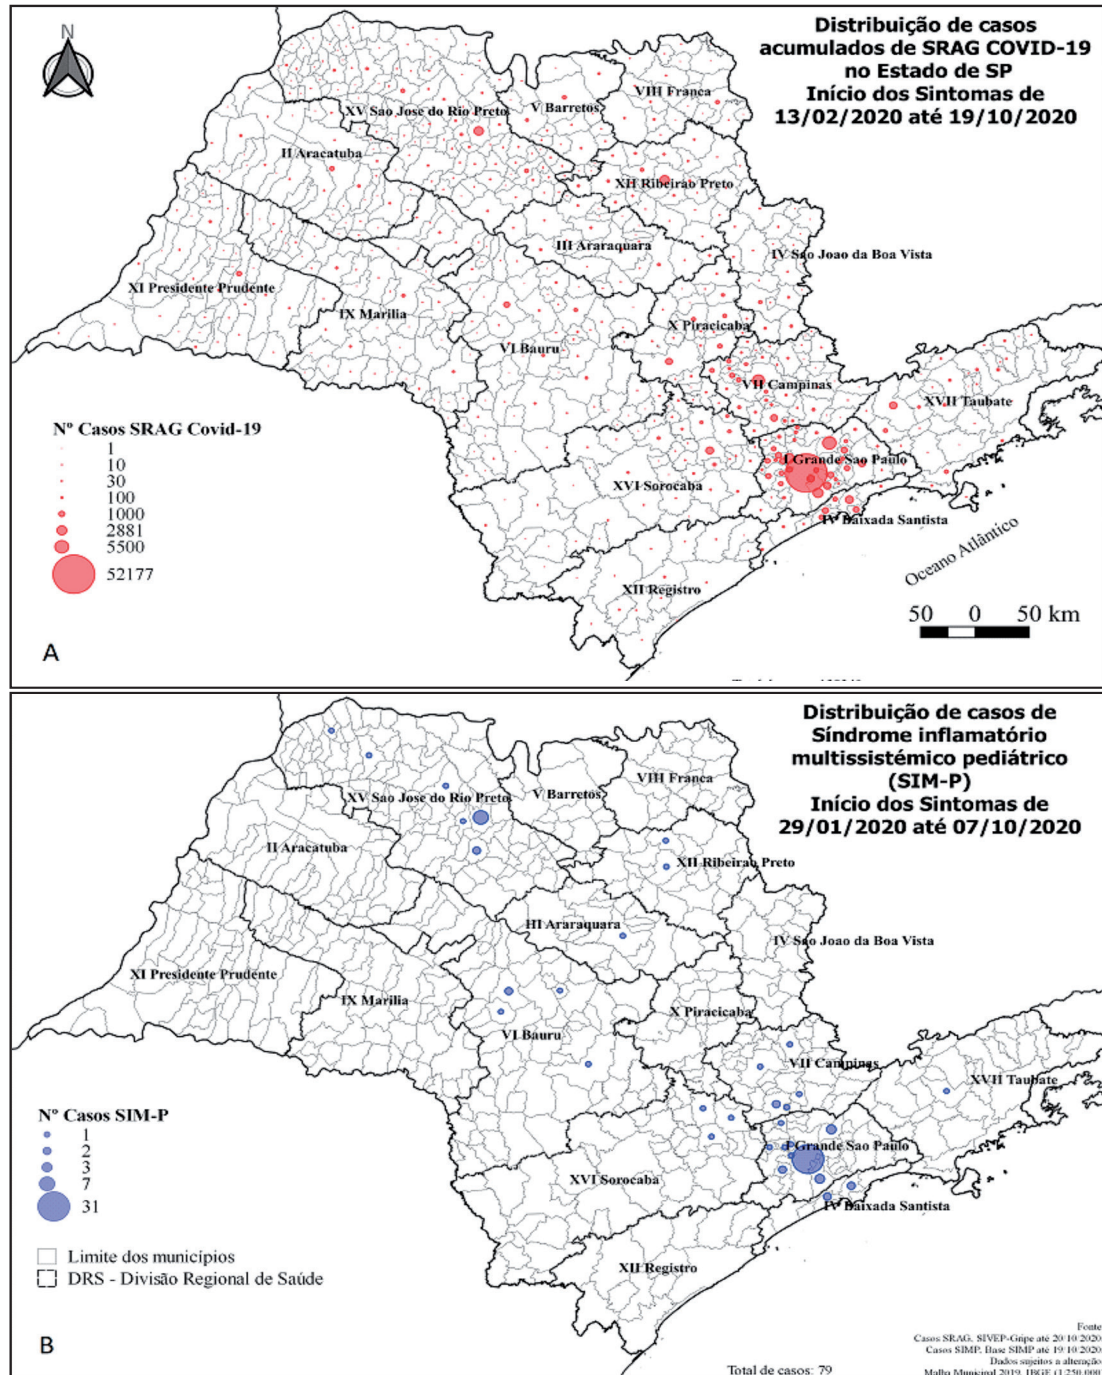 N
Distribuição de casos
acumulados de SRAG COVID-19
no Estado de SP
Início dos Sintomas de
13/02/2020 até 19/10/2020
VIII Franca
V Barretos
XV Sao Jose do Rio Preto
II Aracatuba
XII Ribeirao Preto
III Araraquara
IV Sao Joao da Boa Vista
XI Presidente Prudente
IX Marilia
X Piracicaba
VI Bauru
VII Campinas
XVII Taubate
Nº Casos SRAG Covid-19
1
10
30
100
1000
2881
5500
52177
I Grande Sao Paulo
XVI Sorocaba
IV Baixada Santista
Oceano Atlântico
XII Registro
50 0 50 km
A
Distribuição de casos de
Síndrome inflamatório
multissistémico pediátrico
(SIM-P)
Início dos Sintomas de
29/01/2020 até 07/10/2020
VIII Franca
V Barretos
XV Sao Jose do Rio Preto
II Aracatuba
XII Ribeirao Preto
III Araraquara
IV Sao Joao da Boa Vista
XI Presidente Prudente
IX Marilia
X Piracicaba
VI Bauru
VII Campinas
XVII Taubate
Nº Casos SIM-P
1
2
3
7
31
I Grande Sao Paulo
XVI Sorocaba
IV Baixada Santista
Limite dos municípios
DRS - Divisão Regional de Saúde
XII Registro
B
Fonte
Casos SRAG. SIVEP-Gripe até 20/10/2020
Casos SIMP. Base SIMP até 19/10/2020
Dados sujeitos a alteração
Malha Municipal 2019. IBGE (1:250.000)
Total de casos: 79